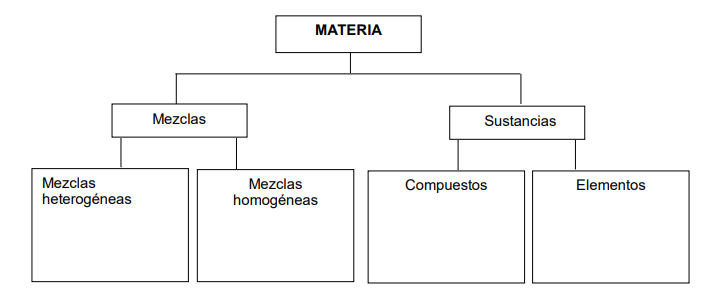 MATERIA
Mezclas
Sustancias
Mezclas
heterogéneas
Mezclas
homogéneas
Compuestos
Elementos